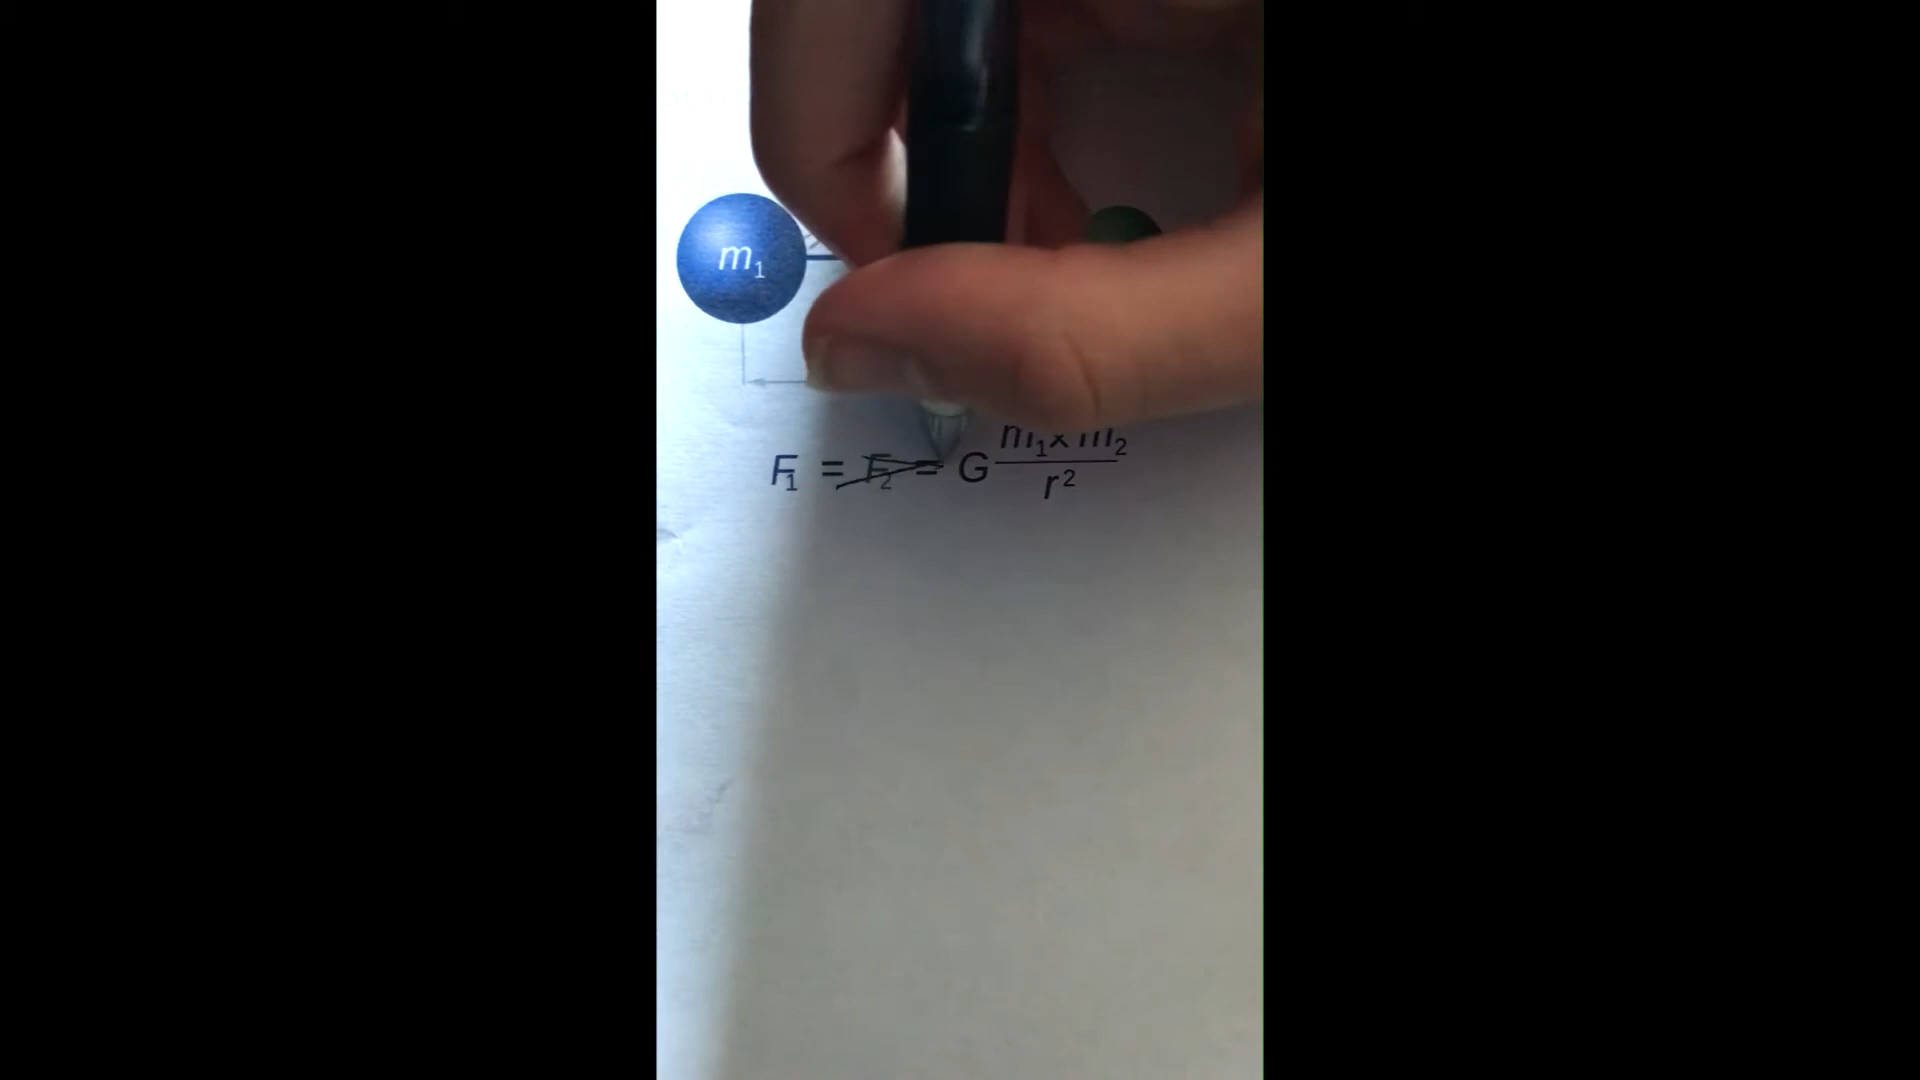 m₁
F₁ = F₂ = G m₁ x m₂
r²